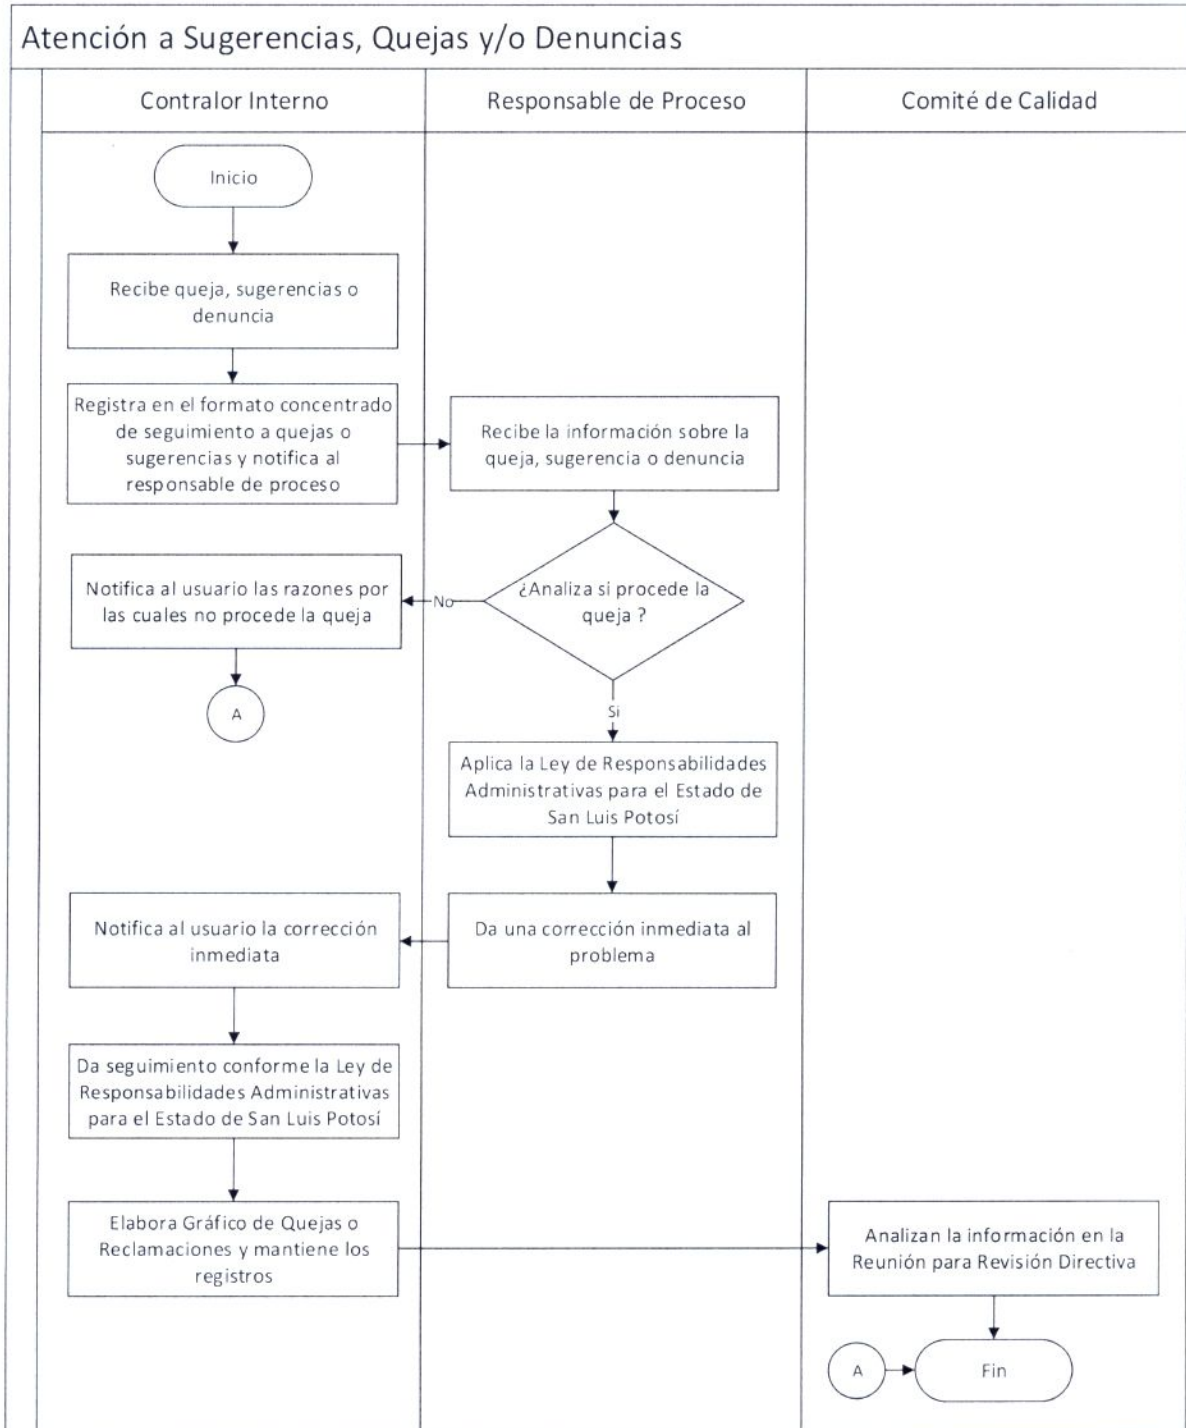 Atención a Sugerencias, Quejas y/o Denuncias
Contralor Interno
Responsable de Proceso
Comité de Calidad
Inicio
Recibe queja, sugerencias o
denuncia
Registra en el formato concentrado
de seguimiento a quejas o
sugerencias y notifica al
responsable de proceso
Recibe la información sobre la
queja, sugerencia o denuncia
¿Analiza si procede la
queja ?
No
Notifica al usuario las razones por
las cuales no procede la queja
A
Si
Aplica la Ley de Responsabilidades
Administrativas para el Estado de
San Luis Potosí
Da una corrección inmediata al
problema
Notifica al usuario la corrección
inmediata
Da seguimiento conforme la Ley de
Responsabilidades Administrativas
para el Estado de San Luis Potosí
Elabora Gráfico de Quejas o
Reclamaciones y mantiene los
registros
Analizan la información en la
Reunión para Revisión Directiva
A
Fin